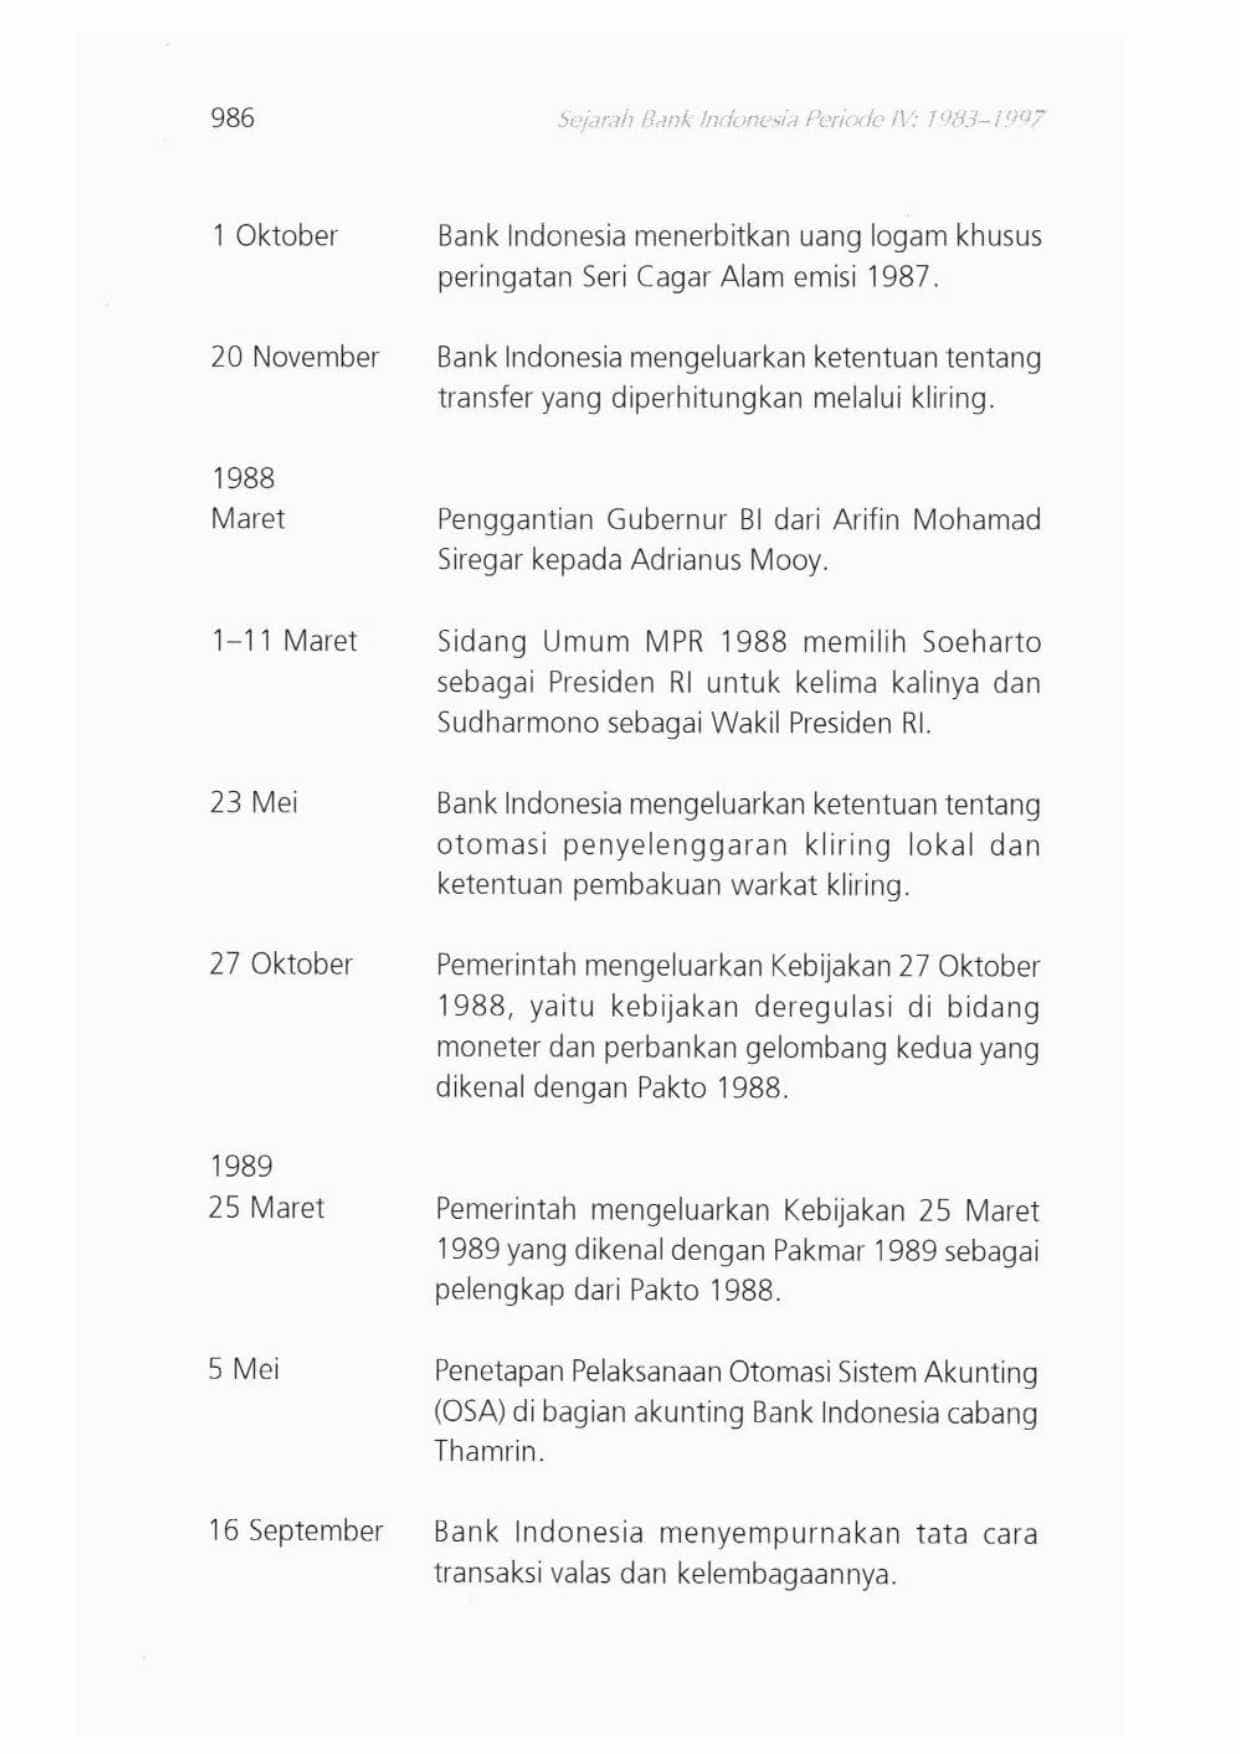 986
Sejarah Bank Indonesia Periode IV: 1983–1997
1 Oktober
Bank Indonesia menerbitkan uang logam khusus
peringatan Seri Cagar Alam emisi 1987.
20 November
Bank Indonesia mengeluarkan ketentuan tentang
transfer yang diperhitungkan melalui kliring.
1988
Maret
Penggantian Gubernur BI dari Arifin Mohamad
Siregar kepada Adrianus Mooy.
1–11 Maret
Sidang Umum MPR 1988 memilih Soeharto
sebagai Presiden RI untuk kelima kalinya dan
Sudharmono sebagai Wakil Presiden RI.
23 Mei
Bank Indonesia mengeluarkan ketentuan tentang
otomasi penyelenggaran kliring lokal dan
ketentuan pembakuan warkat kliring.
27 Oktober
Pemerintah mengeluarkan Kebijakan 27 Oktober
1988, yaitu kebijakan deregulasi di bidang
moneter dan perbankan gelombang kedua yang
dikenal dengan Pakto 1988.
1989
25 Maret
Pemerintah mengeluarkan Kebijakan 25 Maret
1989 yang dikenal dengan Pakmar 1989 sebagai
pelengkap dari Pakto 1988.
5 Mei
Penetapan Pelaksanaan Otomasi Sistem Akunting
(OSA) di bagian akunting Bank Indonesia cabang
Thamrin.
16 September
Bank Indonesia menyempurnakan tata cara
transaksi valas dan kelembagaannya.